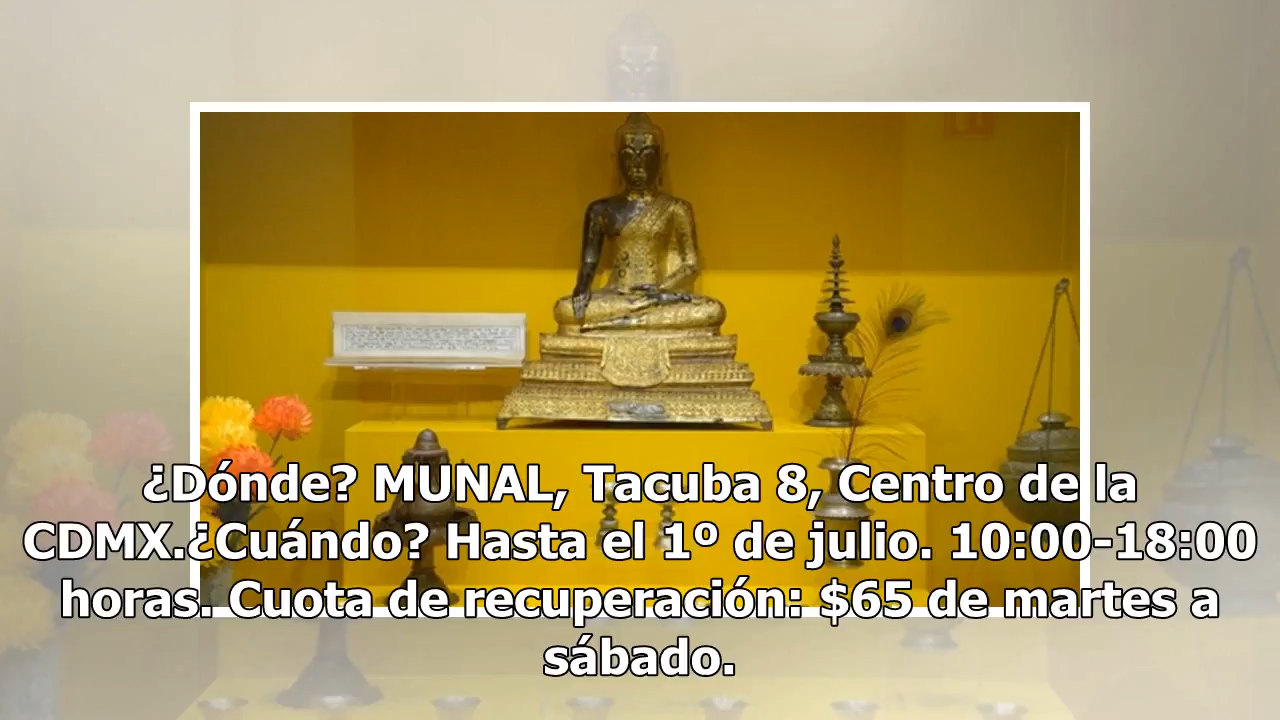 ¿Dónde? MUNAL, Tacuba 8, Centro de la
CDMX.¿Cuándo? Hasta el 1º de julio. 10:00-18:00
horas. Cuota de recuperación: $65 de martes a
sábado.